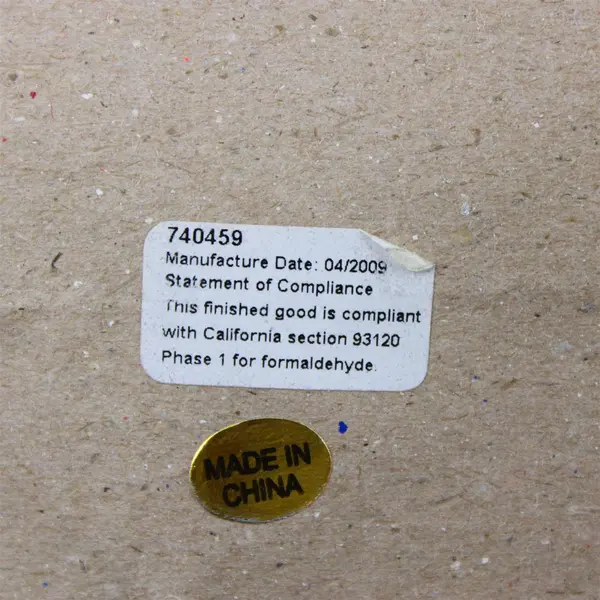 740459
Manufacture Date: 04/2009
Statement of Compliance
This finished good is compliant
with California section 93120
Phase 1 for formaldehyde.
MADE IN
CHINA